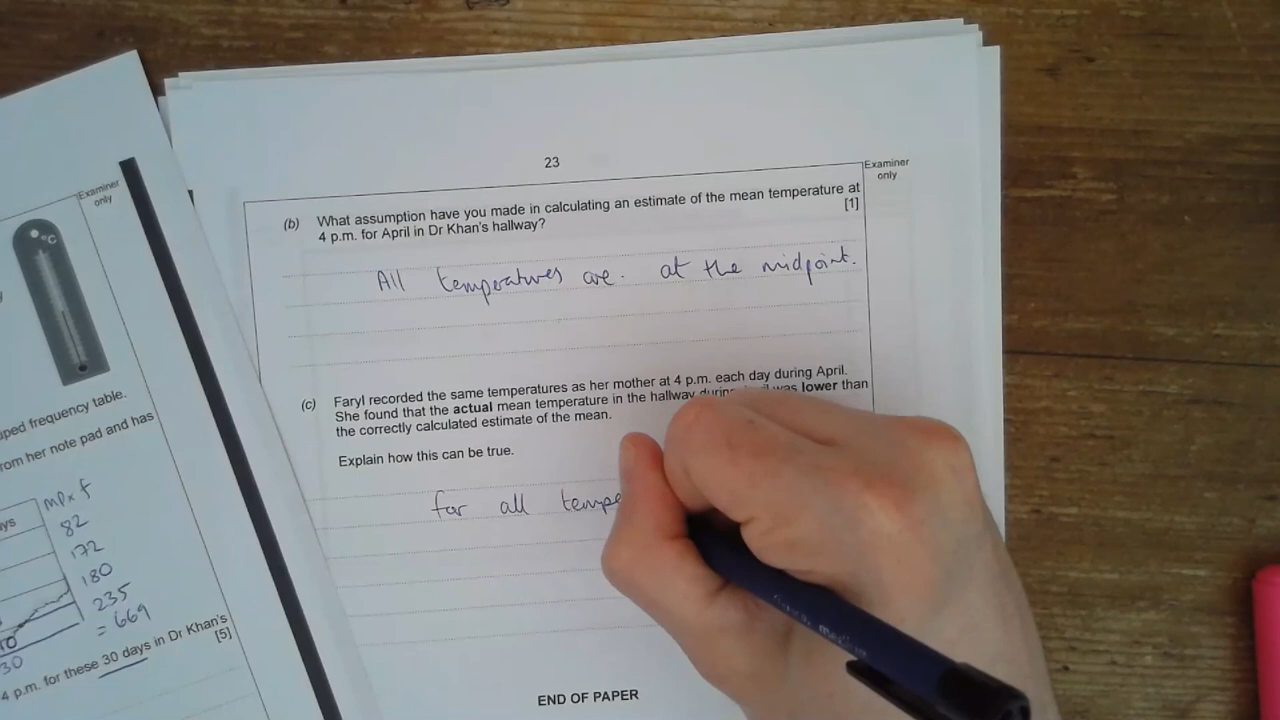 23
Examiner
only
(b) What assumption have you made in calculating an estimate of the mean temperature at
4 p.m. for April in Dr Khan's hallway?
[1]
All temperatures are. at the midpoint.
(c) Faryl recorded the same temperatures as her mother at 4 p.m. each day during April.
She found that the actual mean temperature in the hallway during was lower than
the correctly calculated estimate of the mean.
Explain how this can be true.
for all tempe
END OF PAPER
Examiner
only
°C
uped frequency table.
rom her note pad and has
ays
mp x f
82
172
180
235
= 669
30
4 p.m. for these 30 days in Dr Khan's
[5]